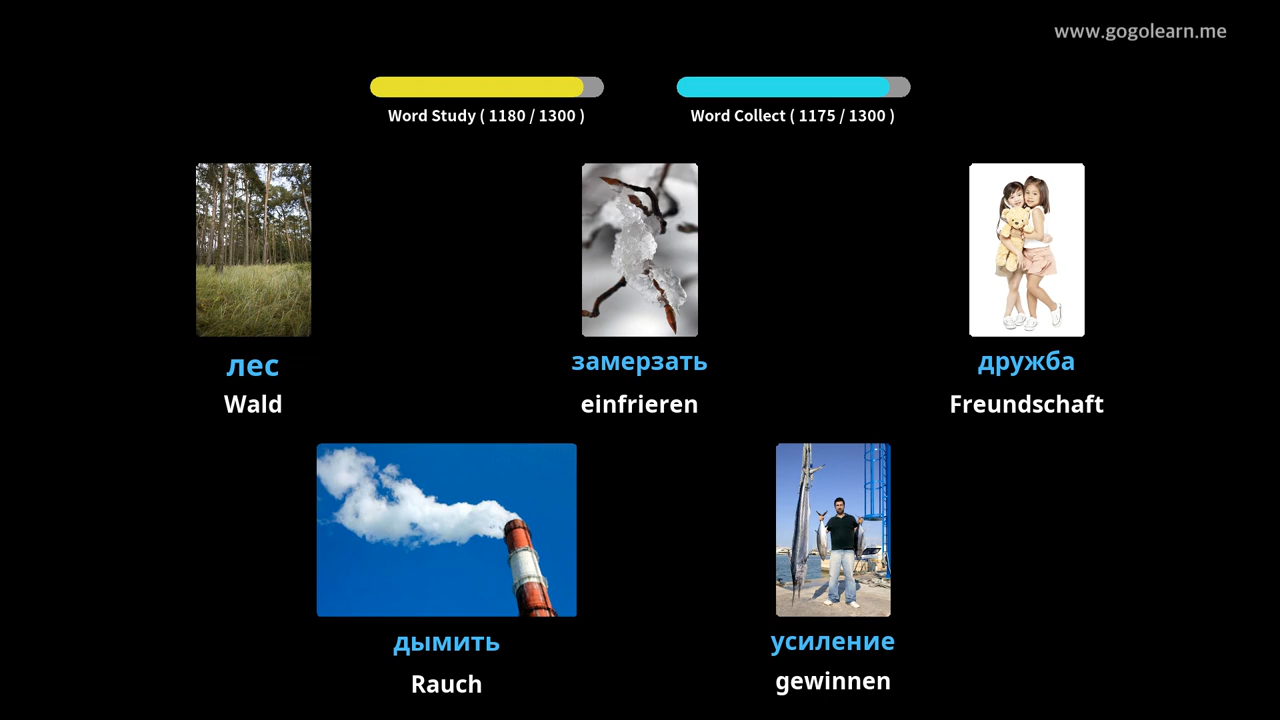 www.gogolearn.me
Word Study ( 1180 / 1300 )
Word Collect ( 1175 / 1300 )
лес
замерзать
дружба
Wald
einfrieren
Freundschaft
дымить
усиление
Rauch
gewinnen